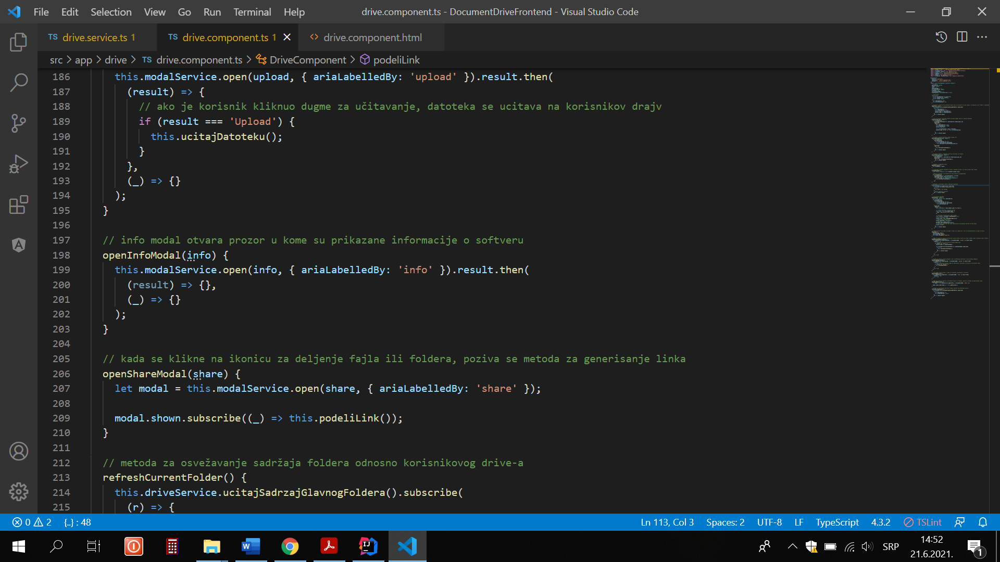 File Edit Selection View Go Run Terminal Help drive.component.ts - DocumentDriveFrontend - Visual Studio Code
TS drive.service.ts 1 TS drive.component.ts 1 <> drive.component.html
src > app > drive > TS drive.component.ts > DriveComponent > podeliLink
186 this.modalService.open(upload, { ariaLabelledBy: 'upload' }).result.then(
187 (result) => {
188 // ako je korisnik kliknuo dugme za učitavanje, datoteka se ucitava na korisnikov drajv
189 if (result === 'Upload') {
190 this.ucitajDatoteku();
191 }
192 },
193 (_) => {}
194 );
195 }
196
197 // info modal otvara prozor u kome su prikazane informacije o softveru
198 openInfoModal(info) {
199 this.modalService.open(info, { ariaLabelledBy: 'info' }).result.then(
200 (result) => {},
201 (_) => {}
202 );
203 }
204
205 // kada se klikne na ikonicu za deljenje fajla ili foldera, poziva se metoda za generisanje linka
206 openShareModal(share) {
207 let modal = this.modalService.open(share, { ariaLabelledBy: 'share' });
208
209 modal.shown.subscribe((_) => this.podeliLink());
210 }
211
212 // metoda za osvežavanje sadržaja foldera odnosno korisnikovog drive-a
213 refreshCurrentFolder() {
214 this.driveService.ucitajSadrzajGlavnogFoldera().subscribe(
215 (r) => {
0 2 {..} : 48 Ln 113, Col 3 Spaces: 2 UTF-8 LF TypeScript 4.3.2 TSLint
SRP 14:52
21.6.2021. 1